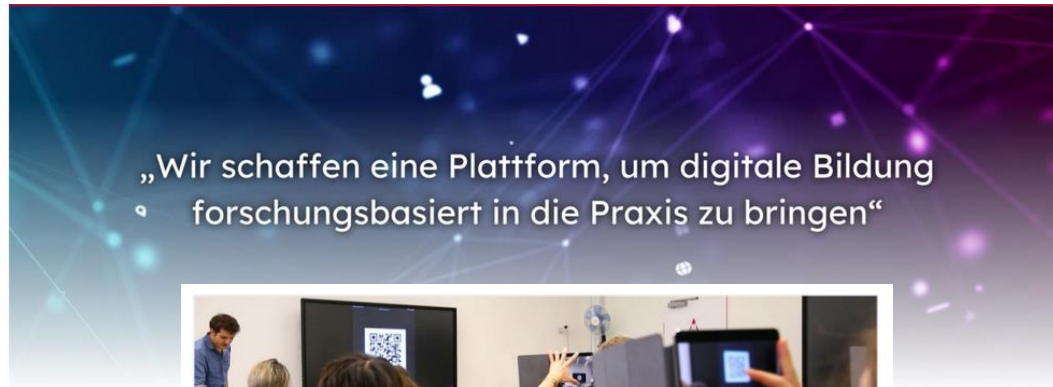 „Wir schaffen eine Plattform, um digitale Bildung
forschungsbasiert in die Praxis zu bringen“